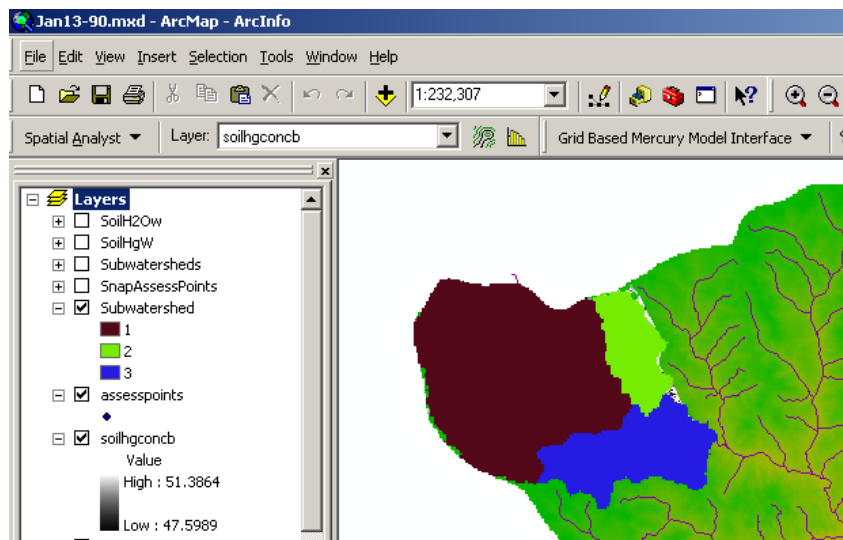 Jan13-90.mxd - ArcMap - ArcInfo
File Edit View Insert Selection Tools Window Help
1:232,307
Spatial Analyst Layer: soilhgconcb Grid Based Mercury Model Interface
Layers
SoilH2Ow
SoilHgW
Subwatersheds
SnapAssessPoints
Subwatershed
1
2
3
assesspoints
soilhgconcb
Value
High : 51.3864
Low : 47.5989